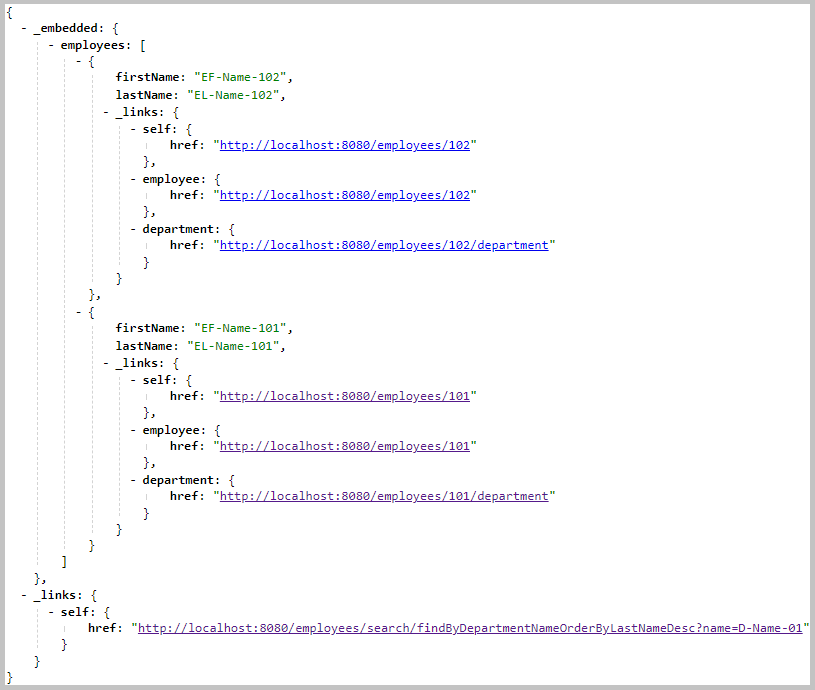 {
- _embedded: {
- employees: [
- {
firstName: "EF-Name-102",
lastName: "EL-Name-102",
- _links: {
- self: {
href: "http://localhost:8080/employees/102"
},
- employee: {
href: "http://localhost:8080/employees/102"
},
- department: {
href: "http://localhost:8080/employees/102/department"
}
}
},
- {
firstName: "EF-Name-101",
lastName: "EL-Name-101",
- _links: {
- self: {
href: "http://localhost:8080/employees/101"
},
- employee: {
href: "http://localhost:8080/employees/101"
},
- department: {
href: "http://localhost:8080/employees/101/department"
}
}
}
]
},
- _links: {
- self: {
href: "http://localhost:8080/employees/search/findByDepartmentNameOrderByLastNameDesc?name=D-Name-01"
}
}
}